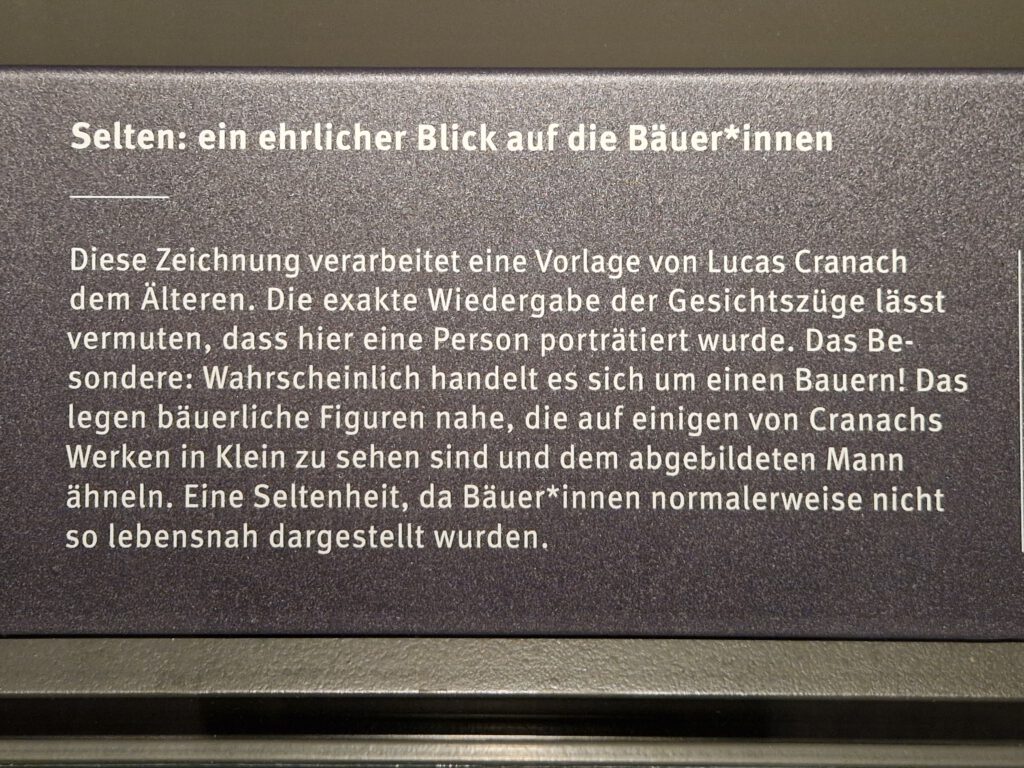 Selten: ein ehrlicher Blick auf die Bäuer*innen
Diese Zeichnung verarbeitet eine Vorlage von Lucas Cranach
dem Älteren. Die exakte Wiedergabe der Gesichtszüge lässt
vermuten, dass hier eine Person porträtiert wurde. Das Be-
sondere: Wahrscheinlich handelt es sich um einen Bauern! Das
legen bäuerliche Figuren nahe, die auf einigen von Cranachs
Werken in Klein zu sehen sind und dem abgebildeten Mann
ähneln. Eine Seltenheit, da Bäuer*innen normalerweise nicht
so lebensnah dargestellt wurden.